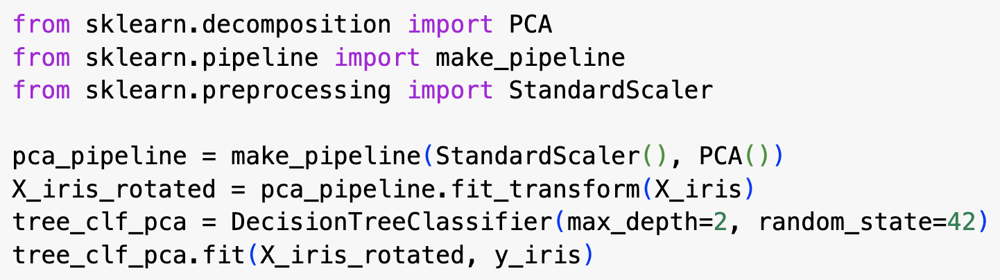 from sklearn.decomposition import PCA
from sklearn.pipeline import make_pipeline
from sklearn.preprocessing import StandardScaler
pca_pipeline = make_pipeline(StandardScaler(), PCA())
X_iris_rotated = pca_pipeline.fit_transform(X_iris)
tree_clf_pca = DecisionTreeClassifier(max_depth=2, random_state=42)
tree_clf_pca.fit(X_iris_rotated, y_iris)